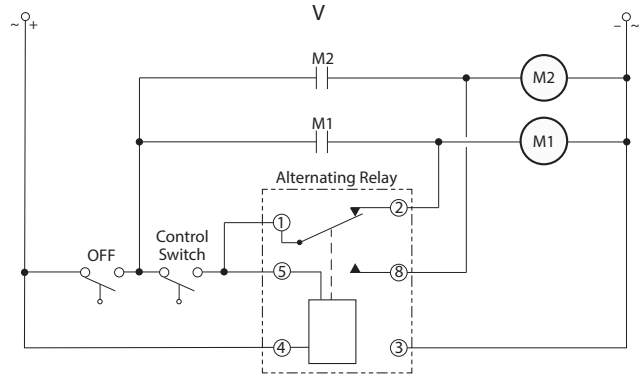 V
~ +
− ~
M2
M2
M1
M1
Alternating Relay
1
2
OFF
Control
Switch
5
8
4
3